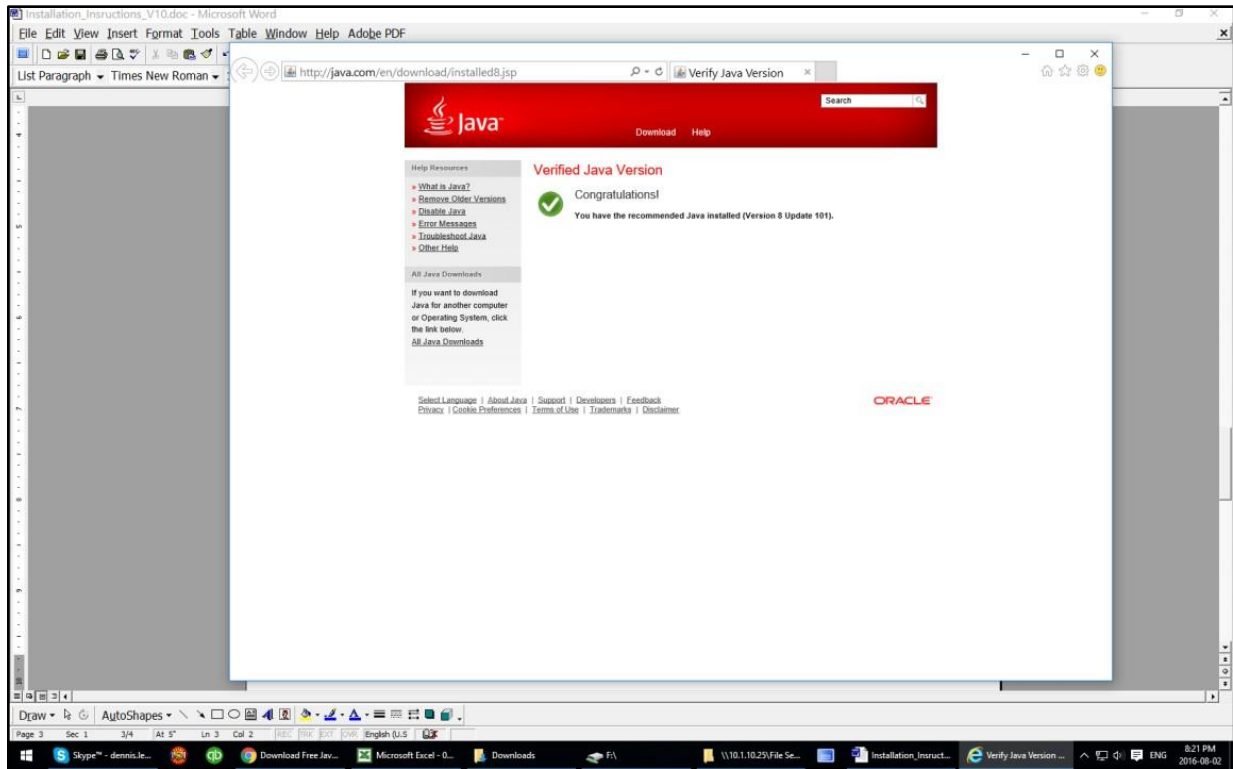 Installation_Insructions_V10.doc - Microsoft Word
File Edit View Insert Format Tools Table Window Help Adobe PDF
List Paragraph Times New Roman
http://java.com/en/download/installed8.jsp
Verify Java Version
Java
Search
Download Help
Help Resources
What is Java?
Remove Older Versions
Disable Java
Error Messages
Troubleshoot Java
Other Help
All Java Downloads
If you want to download
Java for another computer
or Operating System, click
the link below.
All Java Downloads
Verified Java Version
Congratulations!
You have the recommended Java installed (Version 8 Update 101).
Select Language | About Java | Support | Developers | Feedback
Privacy | Cookie Preferences | Terms of Use | Trademarks | Disclaimer
ORACLE
Draw AutoShapes
Page 3 Sec 1 3/4 At 5" Ln 3 Col 2 REC TRK EXT OVR English (U.S
Skype™ - dennis.le... qb Download Free Jav... Microsoft Excel - 0... Downloads F:\ \\10.1.10.25\File Se... Installation_Insruct... Verify Java Version ... ENG 8:21 PM
2016-08-02